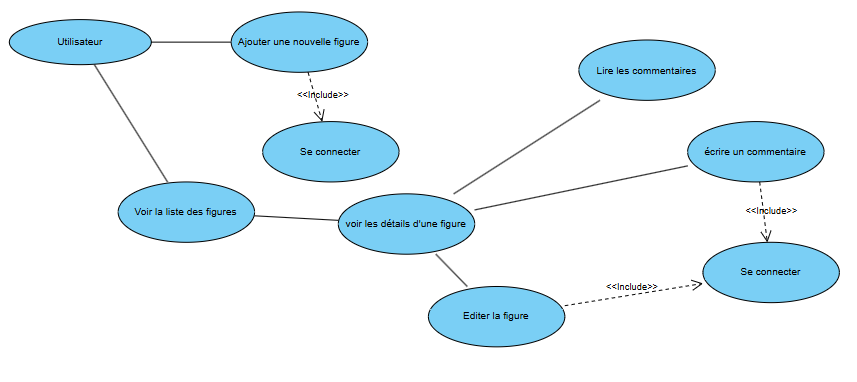 Utilisateur
Ajouter une nouvelle figure
Lire les commentaires
<<Include>>
Se connecter
écrire un commentaire
Voir la liste des figures
voir les détails d'une figure
<<Include>>
Se connecter
<<Include>>
Editer la figure